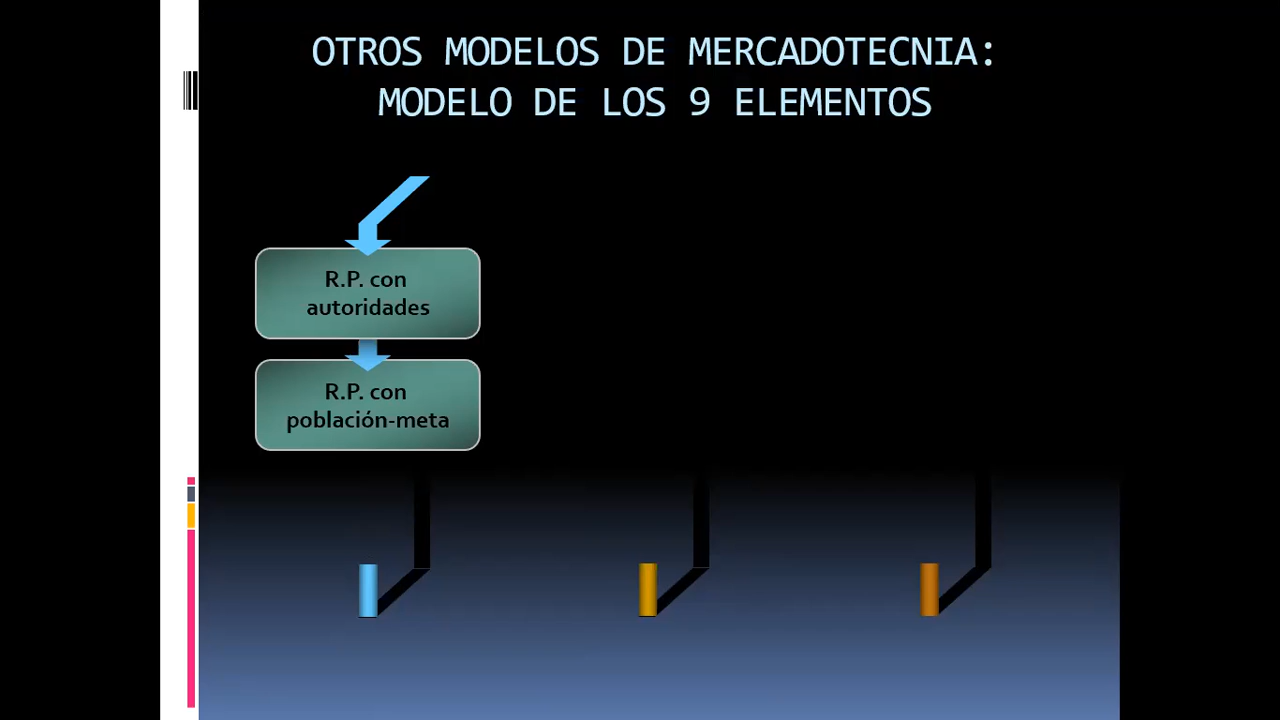 OTROS MODELOS DE MERCADOTECNIA:
MODELO DE LOS 9 ELEMENTOS
R.P. con
autoridades
R.P. con
población-meta